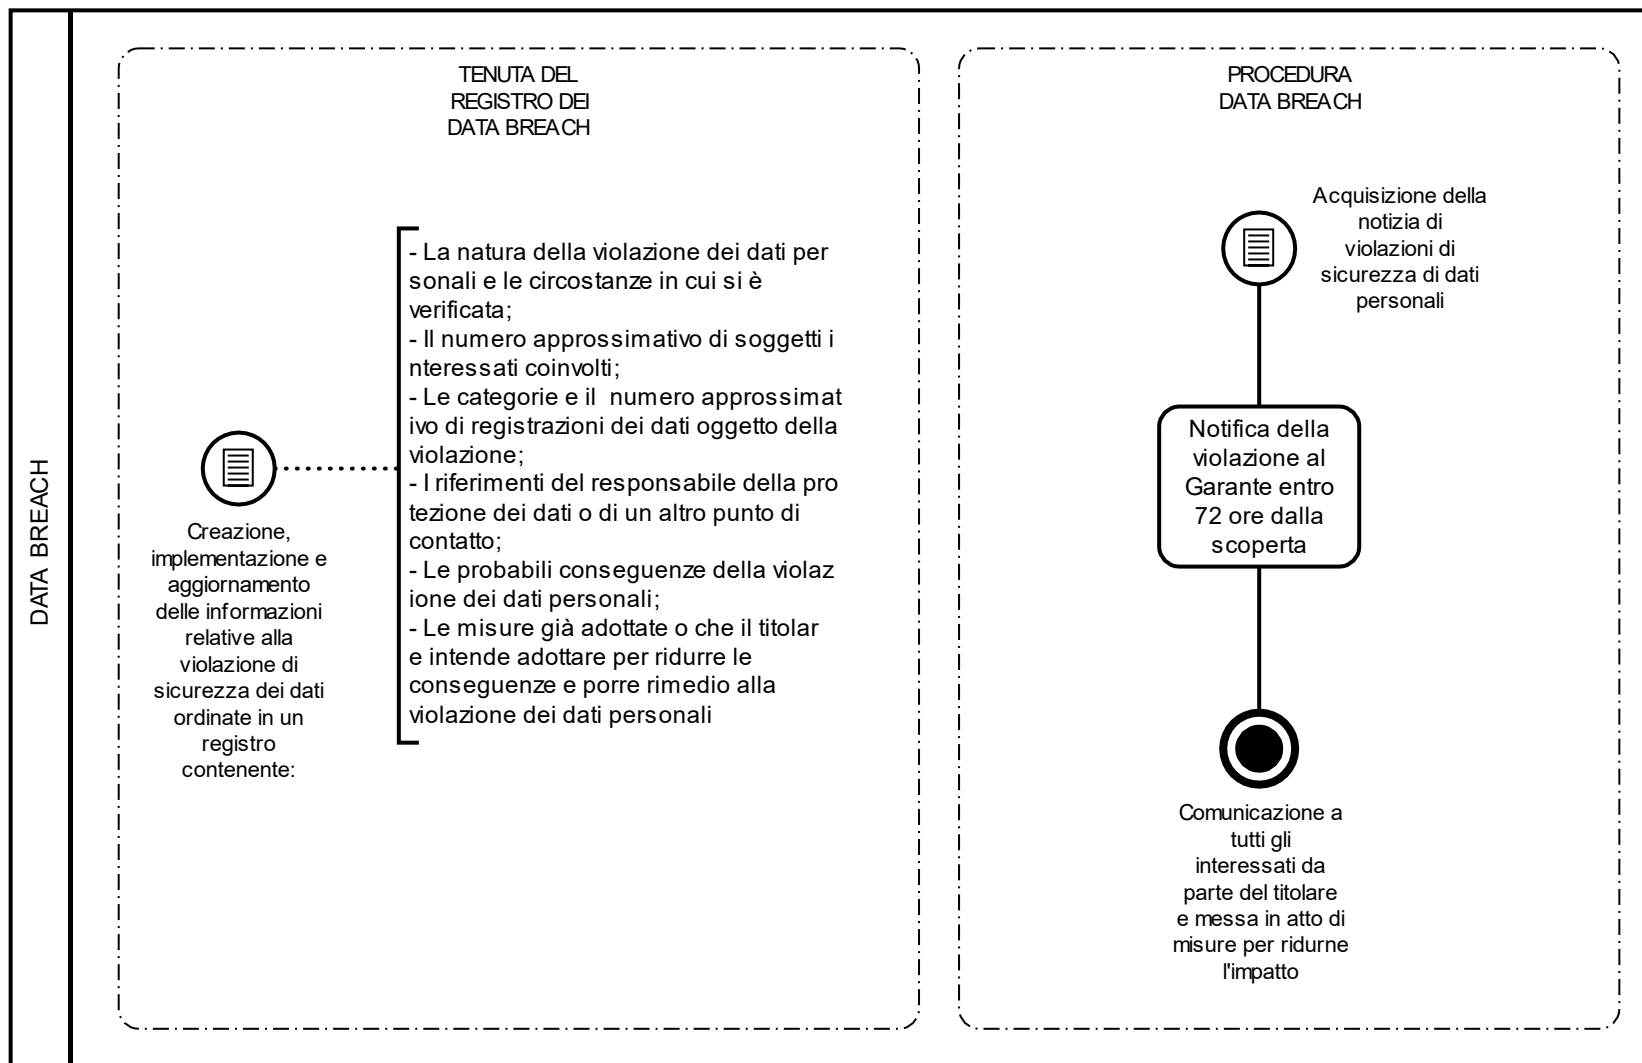 DATA BREACH
TENUTA DEL
REGISTRO DEI
DATA BREACH
Creazione,
implementazione e
aggiornamento
delle informazioni
relative alla
violazione di
sicurezza dei dati
ordinate in un
registro
contenente:
- La natura della violazione dei dati per
sonali e le circostanze in cui si è
verificata;
- Il numero approssimativo di soggetti i
nteressati coinvolti;
- Le categorie e il numero approssimat
ivo di registrazioni dei dati oggetto della
violazione;
- I riferimenti del responsabile della pro
tezione dei dati o di un altro punto di
contatto;
- Le probabili conseguenze della violaz
ione dei dati personali;
- Le misure già adottate o che il titolar
e intende adottare per ridurre le
conseguenze e porre rimedio alla
violazione dei dati personali
PROCEDURA
DATA BREACH
Acquisizione della
notizia di
violazioni di
sicurezza di dati
personali
Notifica della
violazione al
Garante entro
72 ore dalla
scoperta
Comunicazione a
tutti gli
interessati da
parte del titolare
e messa in atto di
misure per ridurne
l'impatto